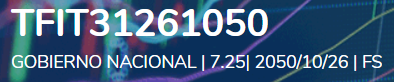 TFIT31261050
GOBIERNO NACIONAL | 7.25| 2050/10/26 | FS